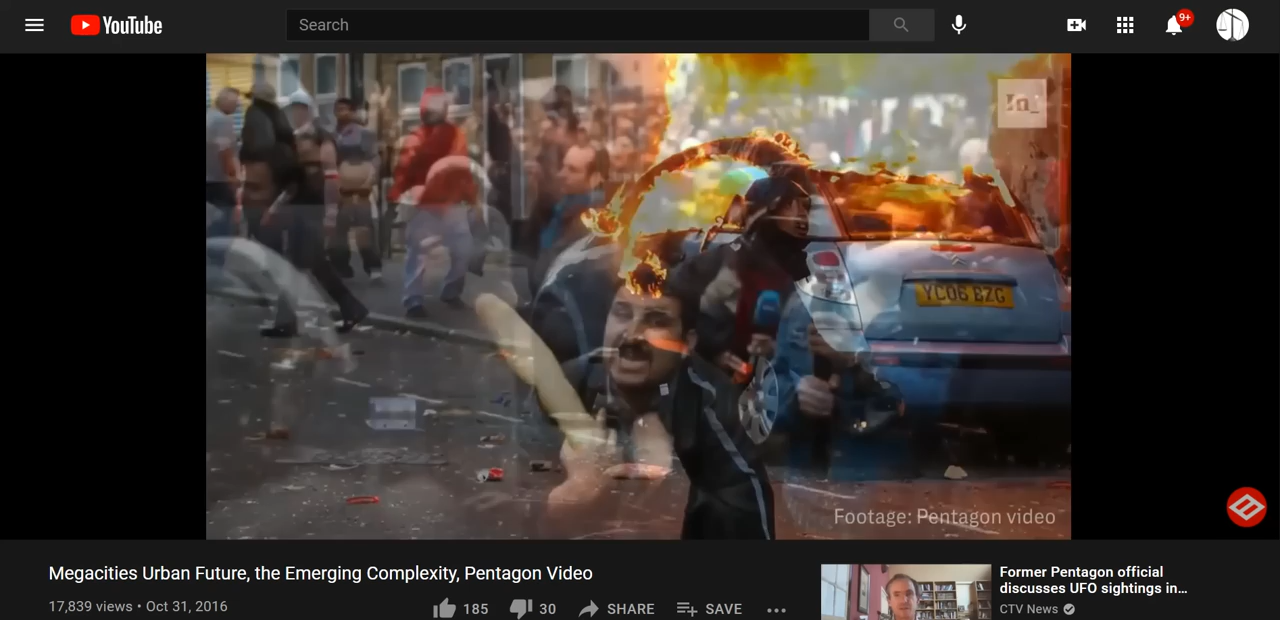 YouTube
Search
9+
In_
YC06 BZG
Footage: Pentagon video
Megacities Urban Future, the Emerging Complexity, Pentagon Video
17,839 views • Oct 31, 2016
185
30
SHARE
SAVE
Former Pentagon official
discusses UFO sightings in...
CTV News